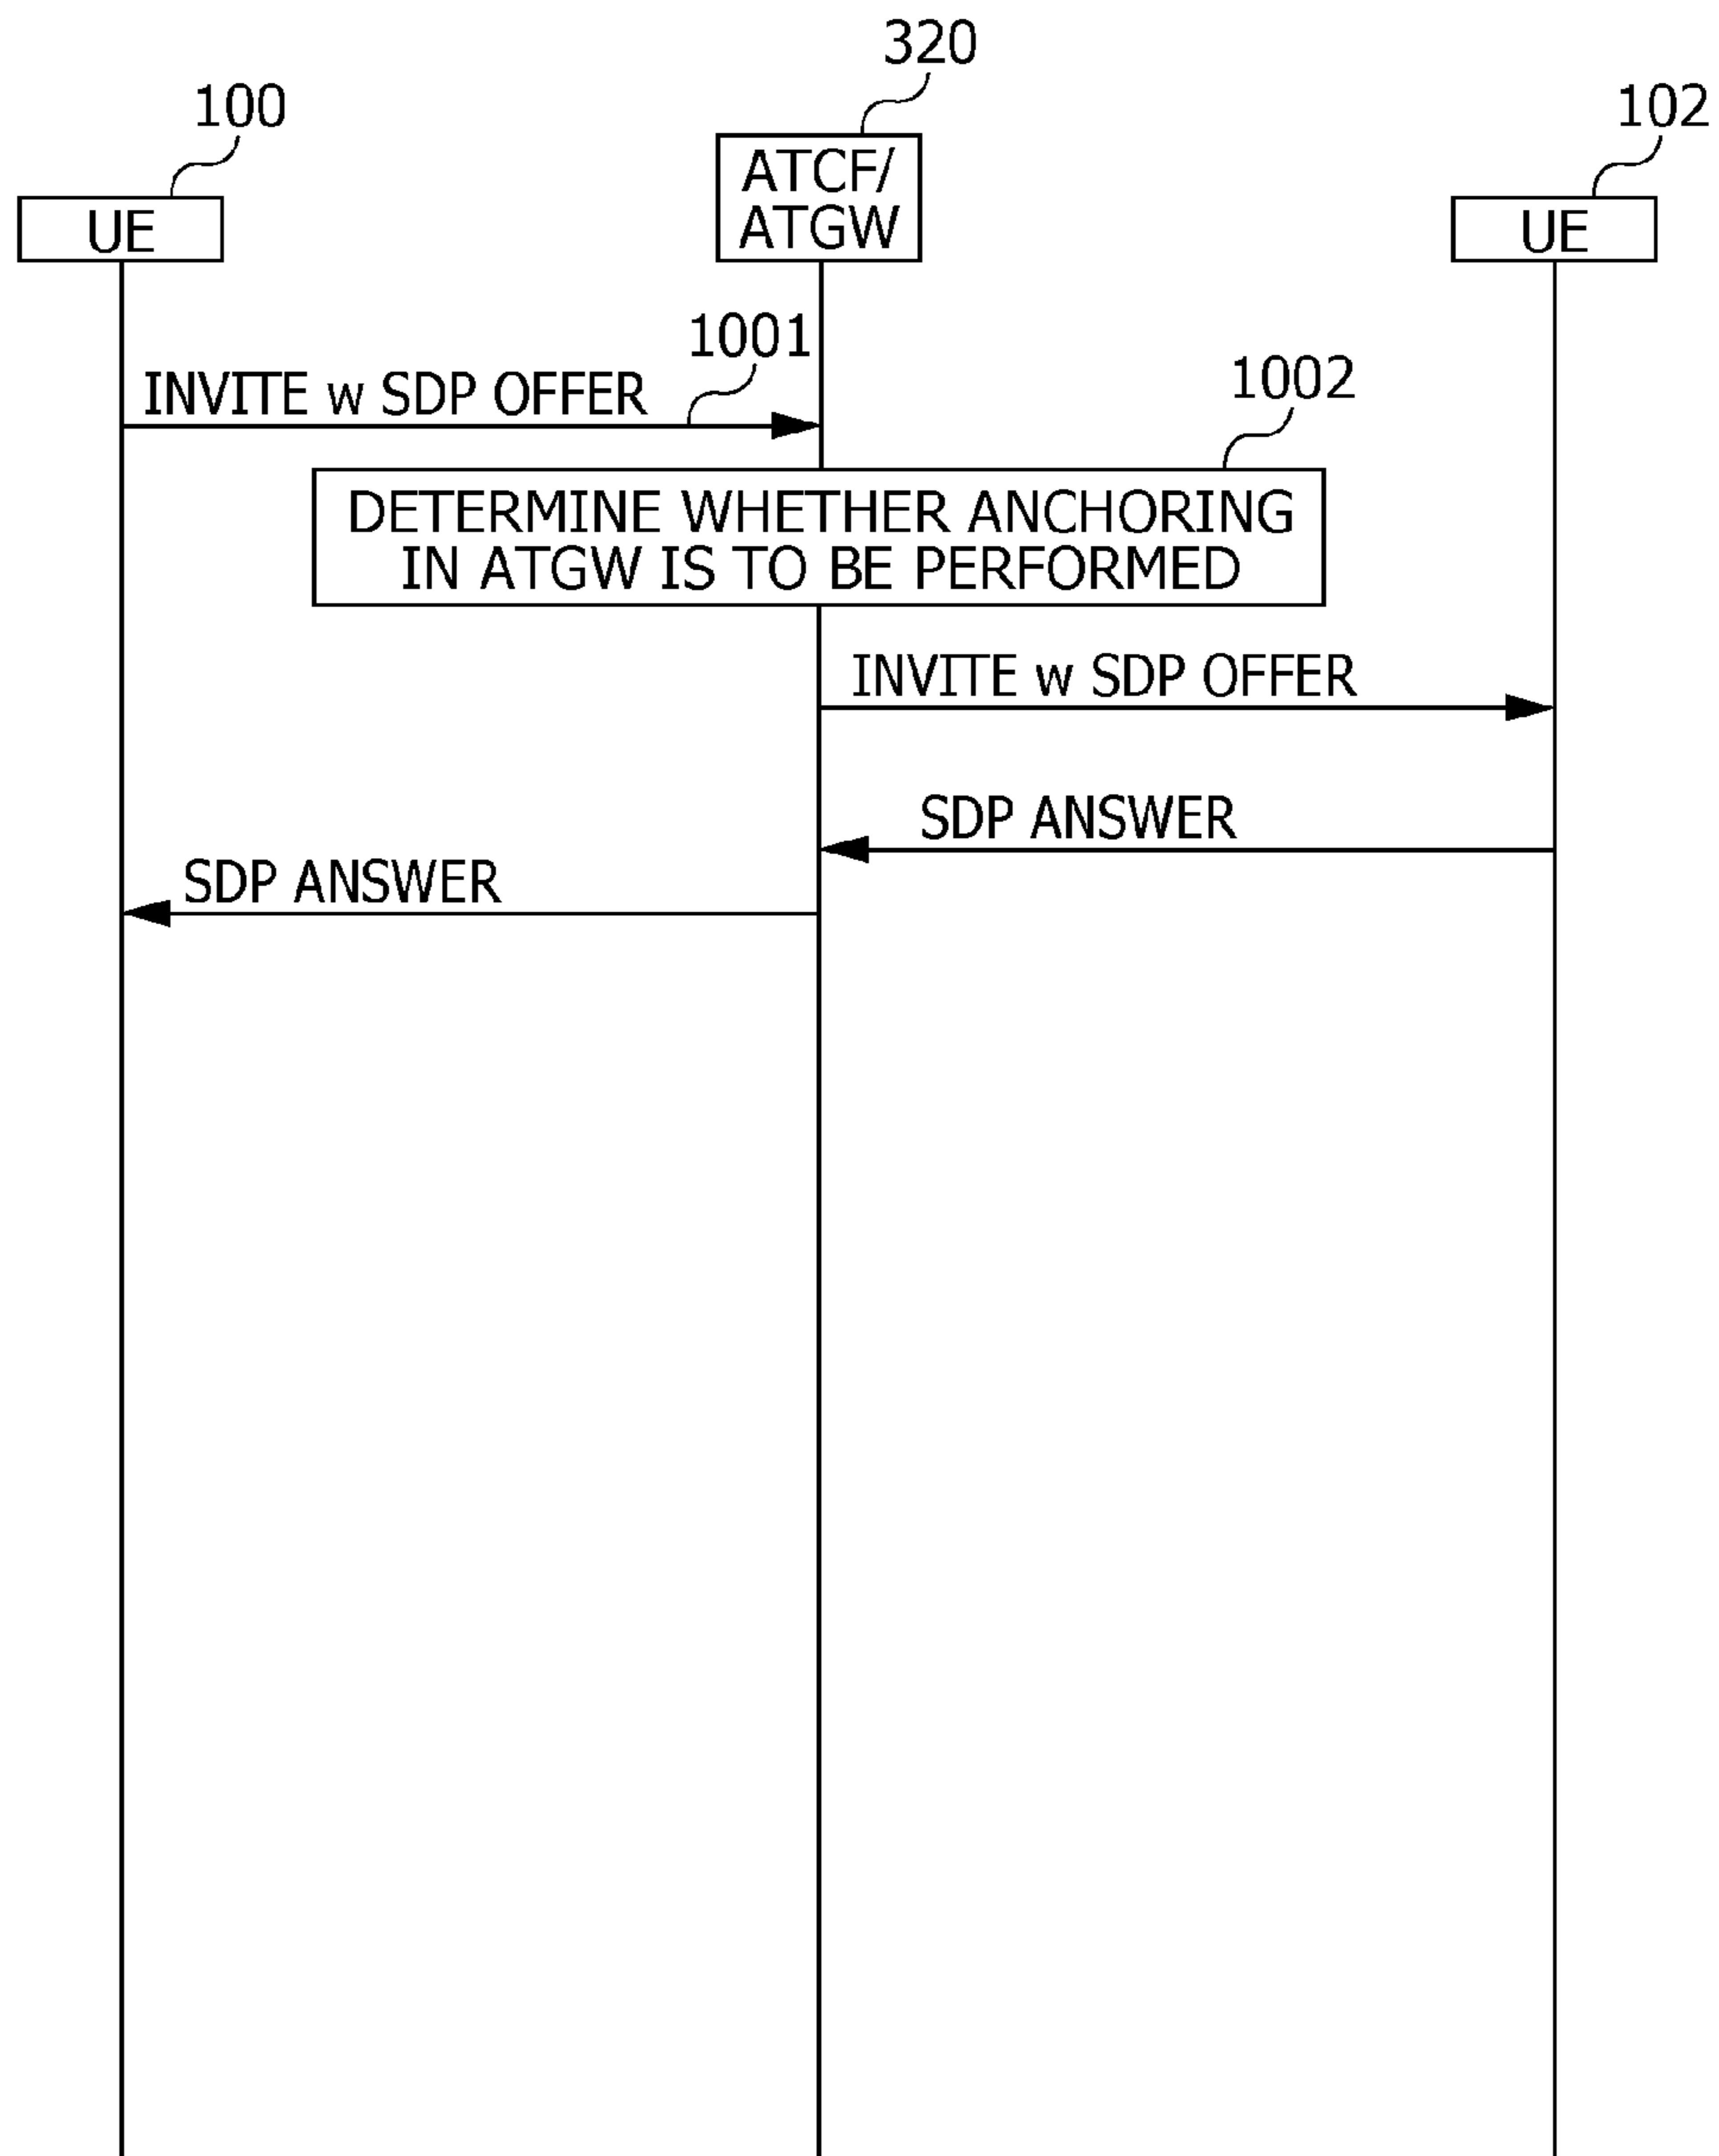 320
100
102
ATCF/
ATGW
UE
UE
1001
INVITE w SDP OFFER
1002
DETERMINE WHETHER ANCHORING
IN ATGW IS TO BE PERFORMED
INVITE w SDP OFFER
SDP ANSWER
SDP ANSWER